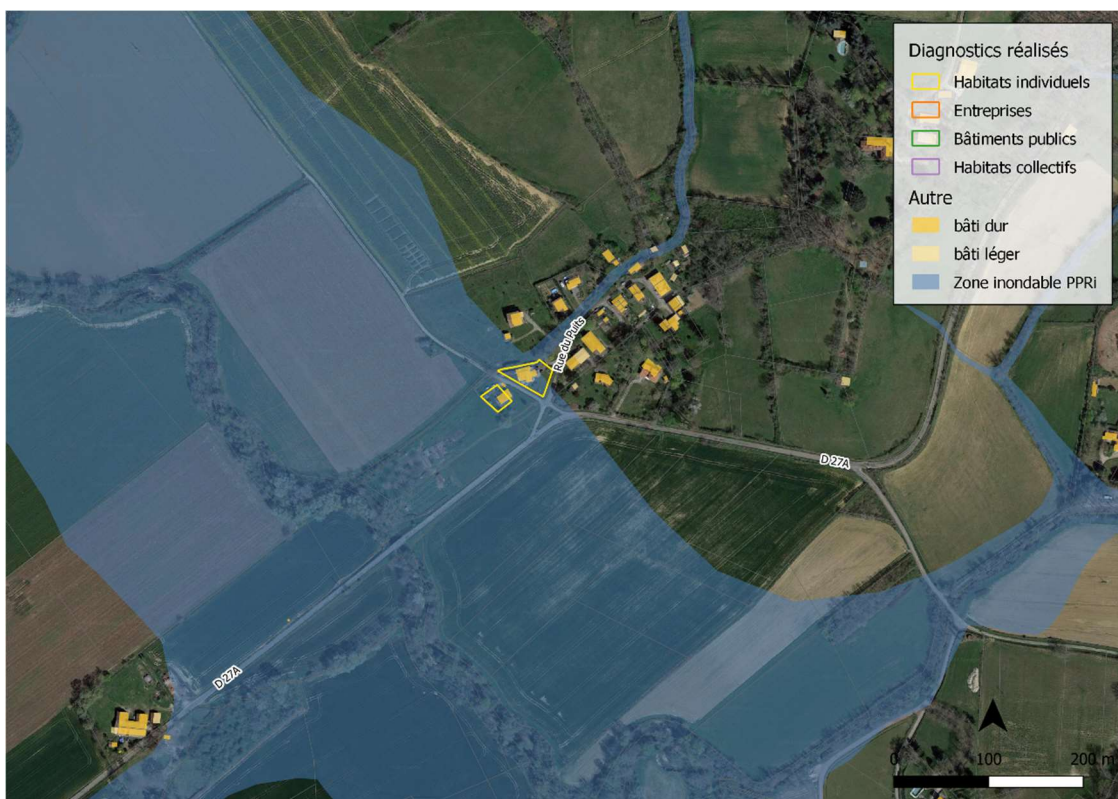 Diagnostics réalisés
Habitats individuels
Entreprises
Bâtiments publics
Habitats collectifs
Autre
bâti dur
bâti léger
Zone inondable PPRi
Rue du Puits
D 27A
D 27A
0 100 200 m